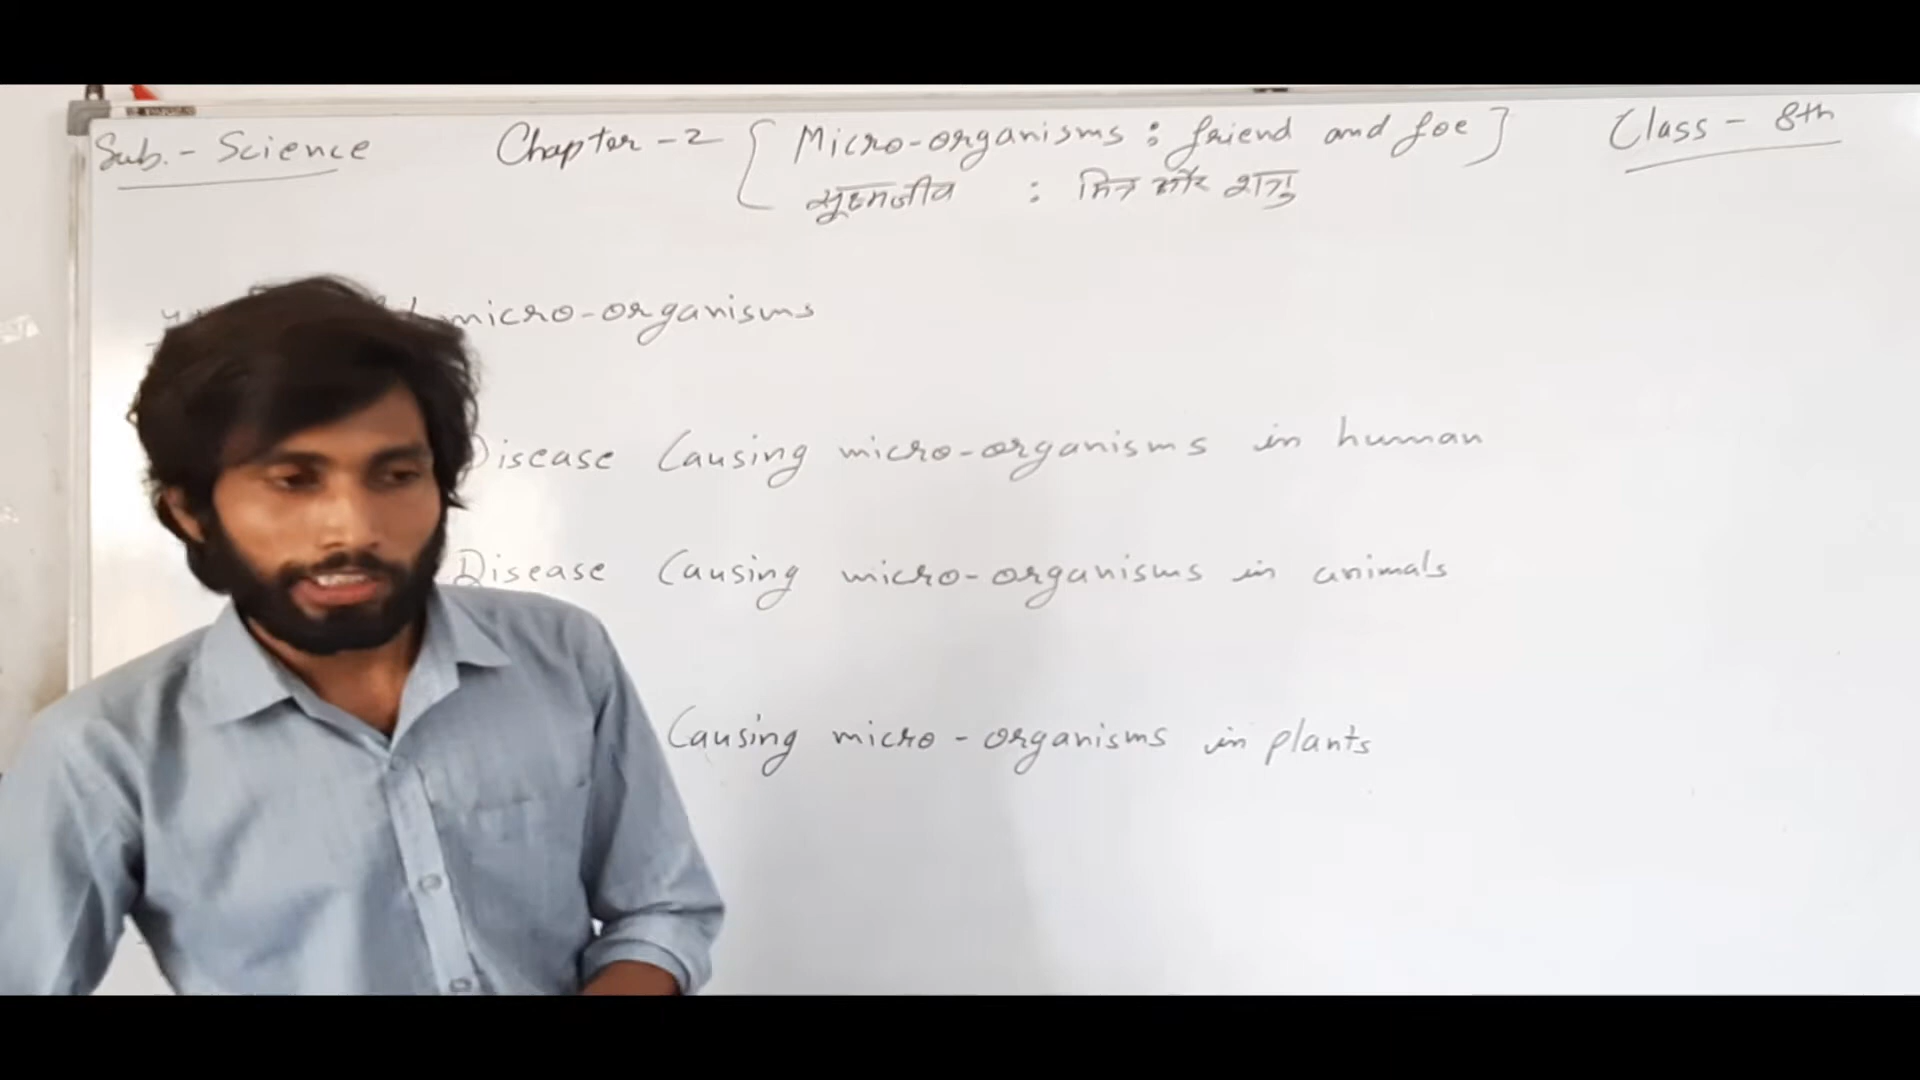 Sub.- Science Chapter-2 [ Micro-organisms : friend and foe ] Class - 8th
सूक्ष्मजीव : मित्र और शत्रु
micro-organisms
Disease Causing micro-organisms in human
Disease Causing micro-organisms in animals
Causing micro-organisms in plants